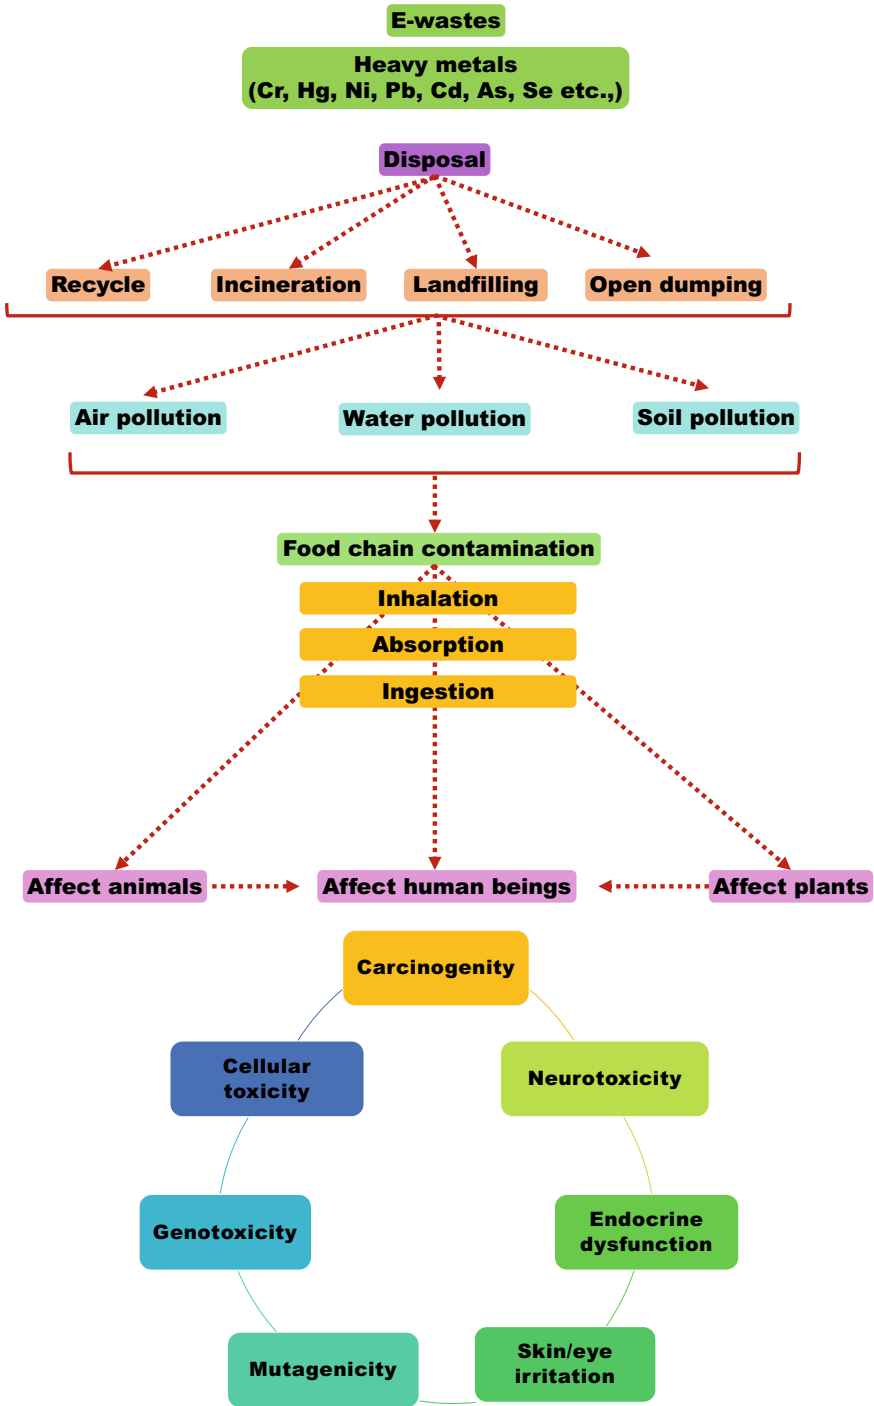 E-wastes
Heavy metals
(Cr, Hg, Ni, Pb, Cd, As, Se etc.,)
Disposal
Recycle
Incineration
Landfilling
Open dumping
Air pollution
Water pollution
Soil pollution
Food chain contamination
Inhalation
Absorption
Ingestion
Affect animals
Affect human beings
Affect plants
Carcinogenity
Cellular
toxicity
Neurotoxicity
Genotoxicity
Endocrine
dysfunction
Mutagenicity
Skin/eye
irritation